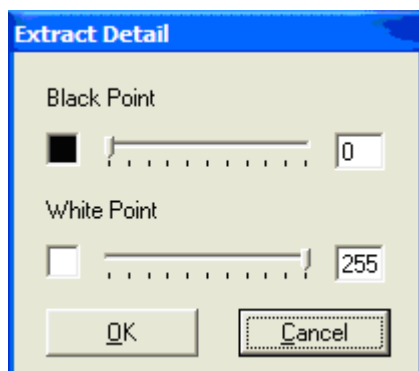 Extract Detail
Black Point
0
White Point
255
OK
Cancel